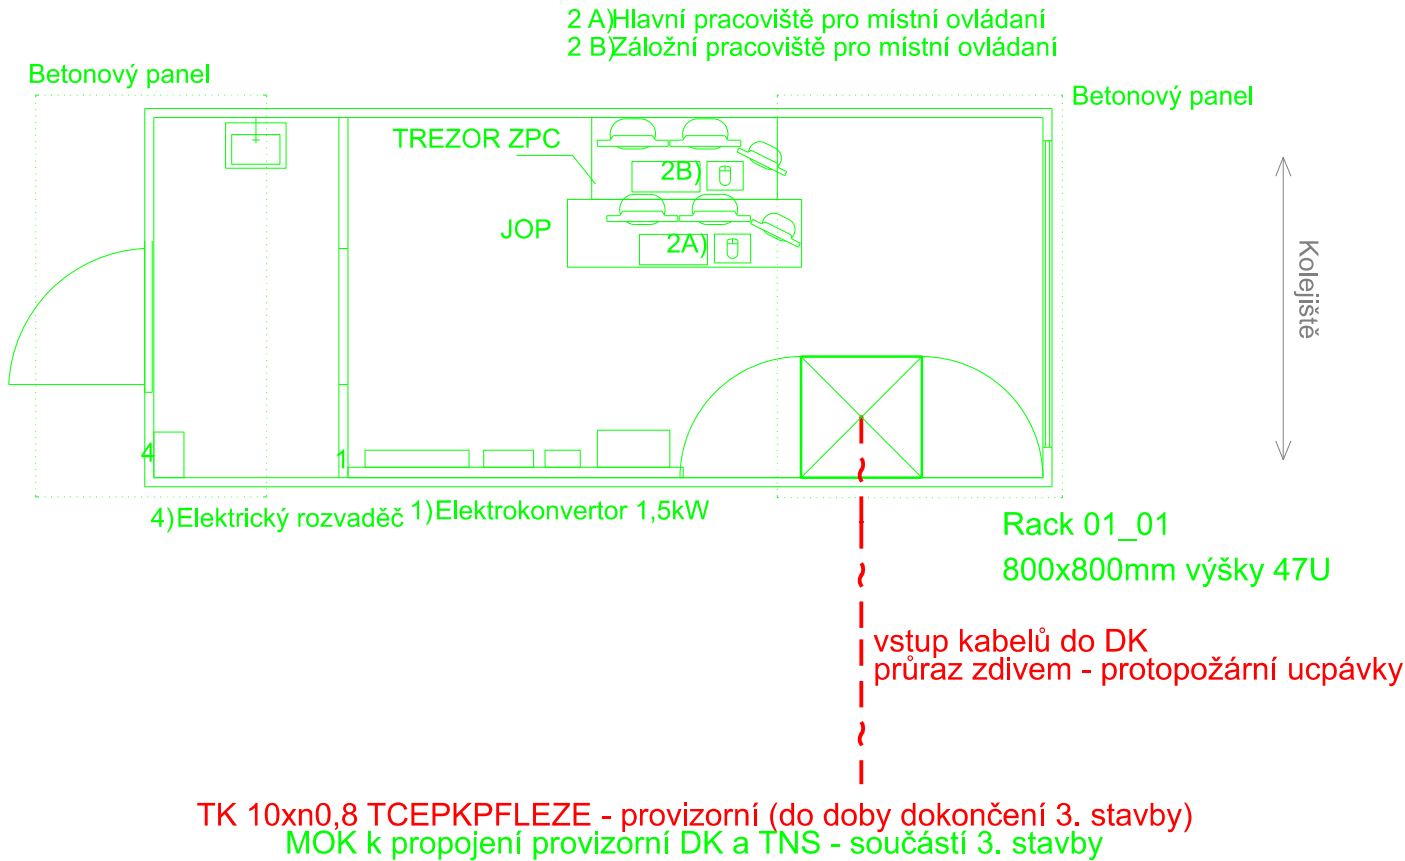 2 A)Hlavní pracoviště pro místní ovládaní
2 B)Záložní pracoviště pro místní ovládaní
Betonový panel
Betonový panel
TREZOR ZPC
2B)
JOP
2A)
Kolejiště
4
1
4)Elektrický rozvaděč
1)Elektrokonvertor 1,5kW
Rack 01_01
800x800mm výšky 47U
vstup kabelů do DK
průraz zdivem - protopožární ucpávky
TK 10xn0,8 TCEPKPFLEZE - provizorní (do doby dokončení 3. stavby)
MOK k propojení provizorní DK a TNS - součástí 3. stavby